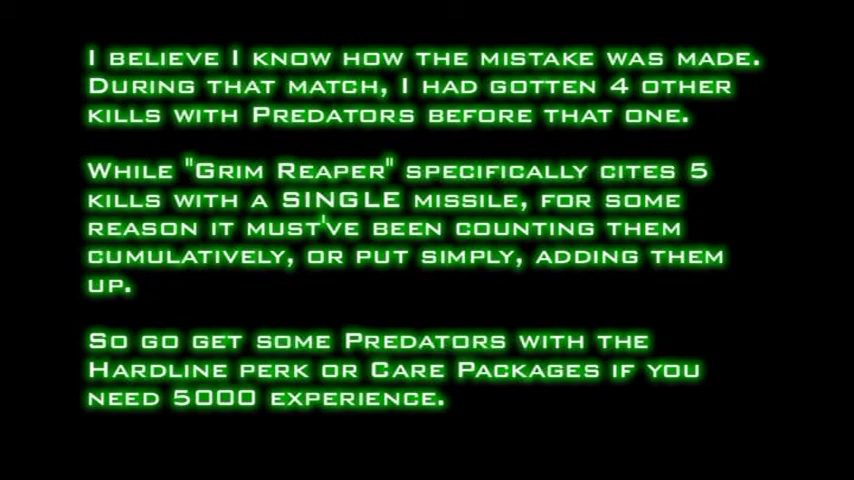 I believe I know how the mistake was made.
During that match, I had gotten 4 other
kills with Predators before that one.
While "Grim Reaper" specifically cites 5
kills with a SINGLE missile, for some
reason it must've been counting them
cumulatively, or put simply, adding them
up.
So go get some Predators with the
Hardline perk or Care Packages if you
need 5000 experience.